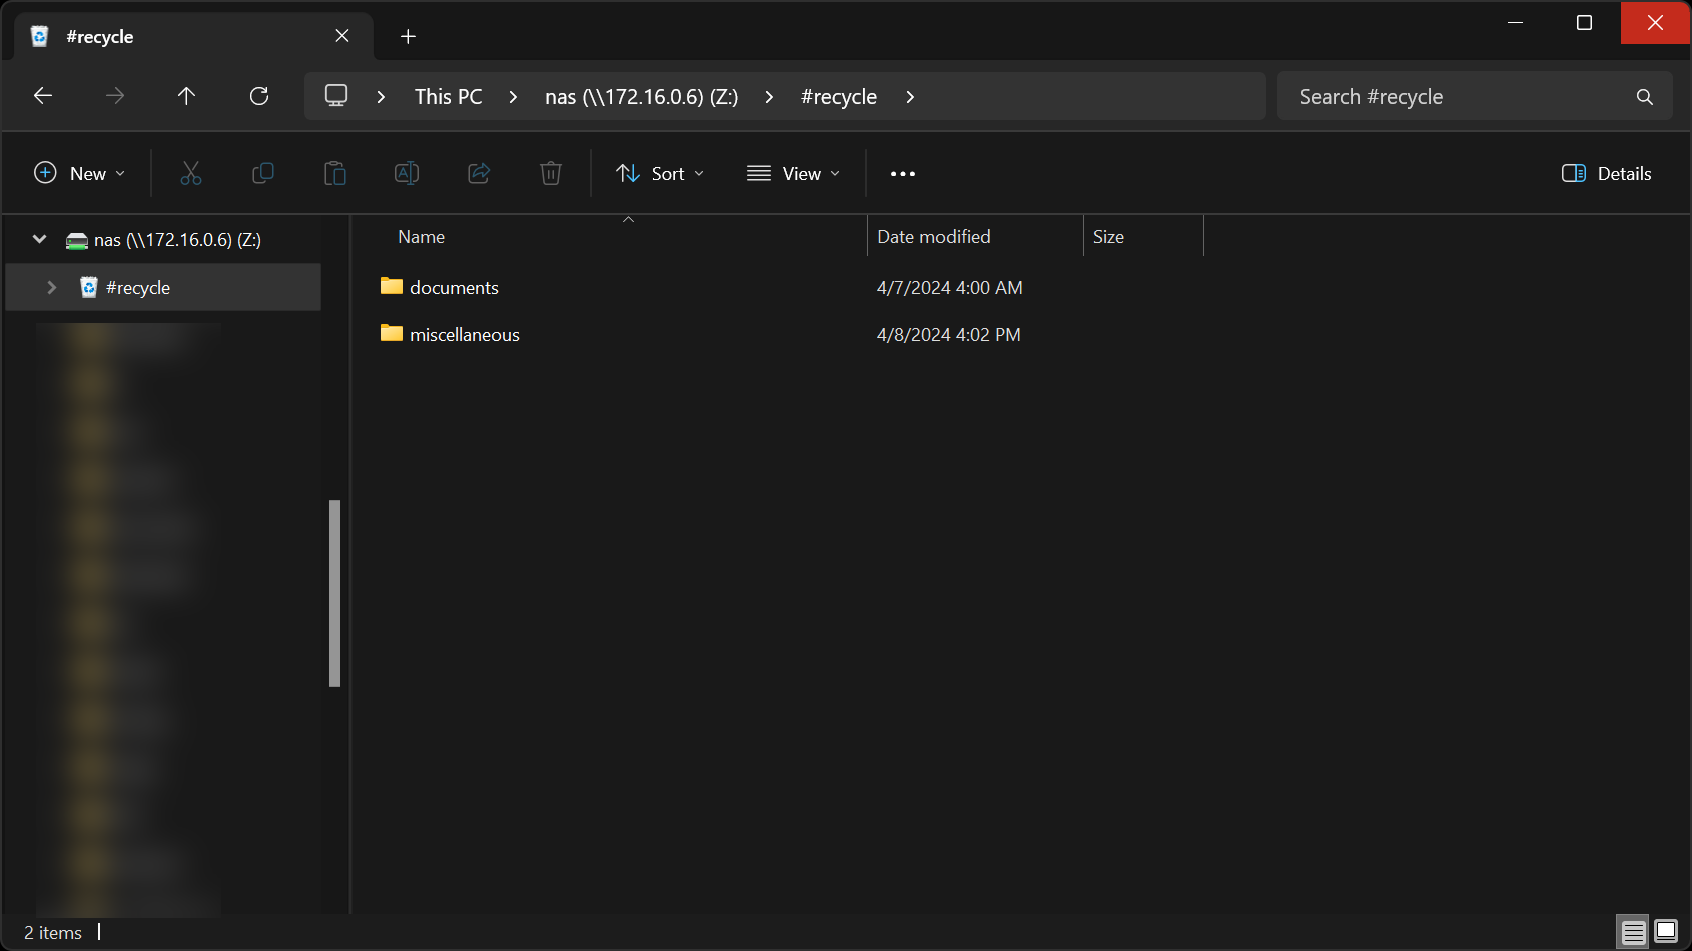 #recycle
This PC > nas (\\172.16.0.6) (Z:) > #recycle >
Search #recycle
New
Sort
View
Details
nas (\\172.16.0.6) (Z:)
#recycle
Name Date modified Size
documents 4/7/2024 4:00 AM
miscellaneous 4/8/2024 4:02 PM
2 items